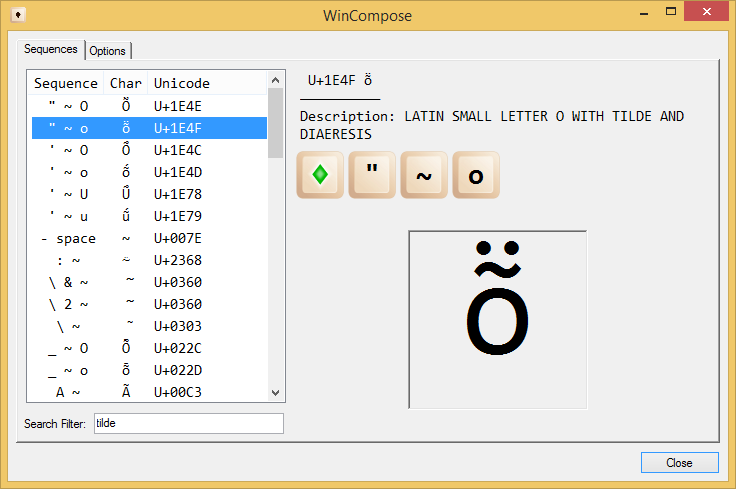 WinCompose
Sequences Options
Sequence Char Unicode
" ~ O Ṏ U+1E4E
" ~ o ṏ U+1E4F
' ~ O Ṍ U+1E4C
' ~ o ṍ U+1E4D
' ~ U Ṹ U+1E78
' ~ u ṹ U+1E79
- space ~ U+007E
: ~ ⍨ U+2368
\ & ~ ͠ U+0360
\ 2 ~ ͠ U+0360
\ ~ ̃ U+0303
_ ~ O Ȭ U+022C
_ ~ o ȭ U+022D
A ~ Ã U+00C3
Search Filter: tilde
U+1E4F ṏ
Description: LATIN SMALL LETTER O WITH TILDE AND
DIAERESIS
" ~ o
ṏ
Close